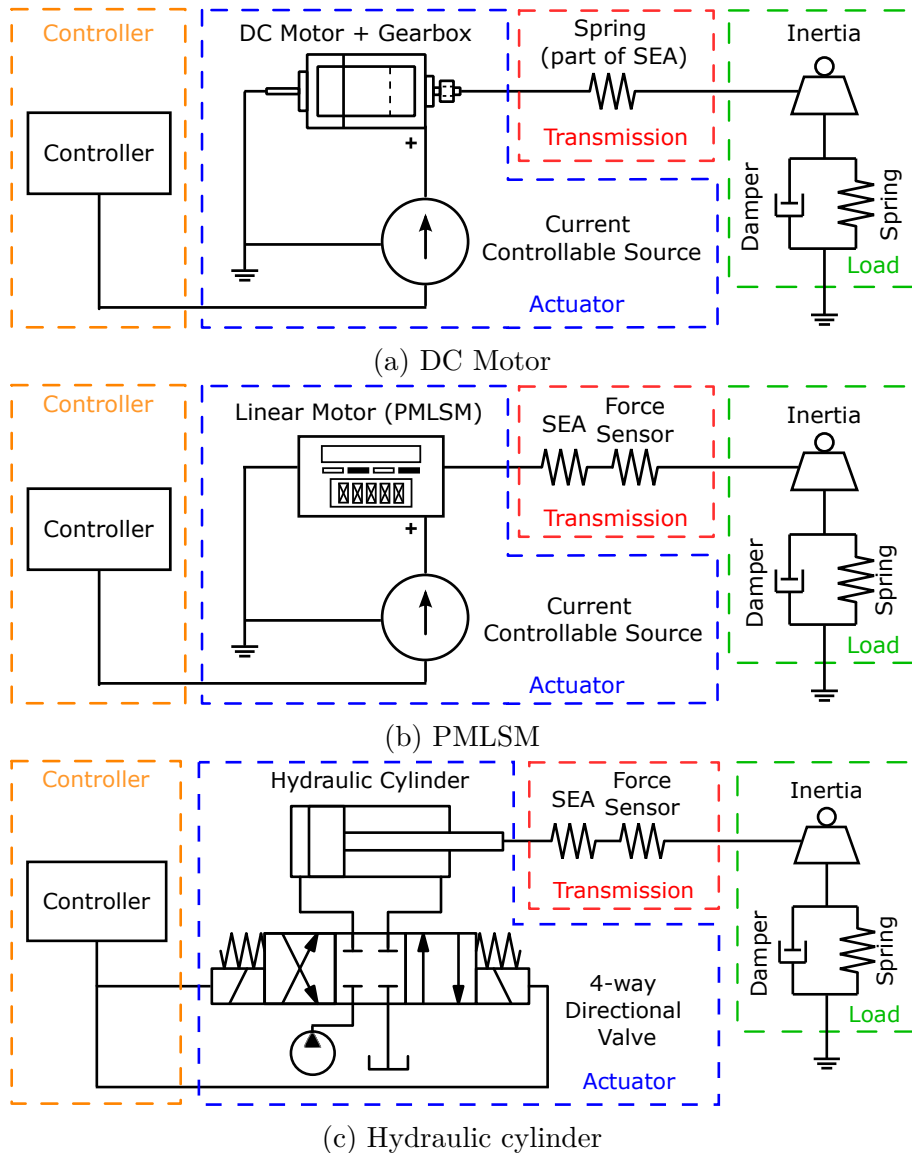 Controller
DC Motor + Gearbox
Spring
(part of SEA)
Inertia
Controller
+
Transmission
Damper
Spring
Current
Controllable Source
Load
Actuator
(a) DC Motor
Controller
Linear Motor (PMLSM)
SEA
Force
Sensor
Inertia
Controller
+
Transmission
Damper
Spring
Current
Controllable Source
Load
Actuator
(b) PMLSM
Controller
Hydraulic Cylinder
SEA
Force
Sensor
Inertia
Controller
Transmission
Damper
Spring
4-way
Directional
Valve
Load
Actuator
(c) Hydraulic cylinder